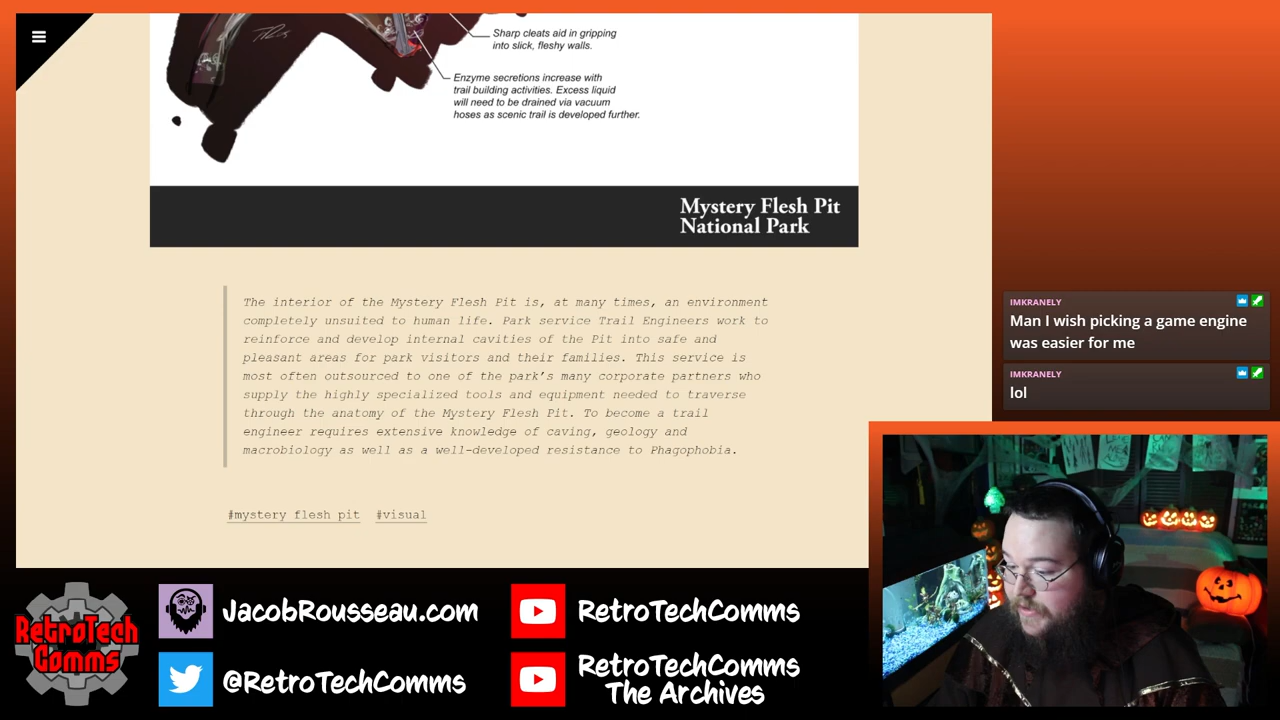 Sharp cleats aid in gripping
into slick, fleshy walls.
Enzyme secretions increase with
trail building activities. Excess liquid
will need to be drained via vacuum
hoses as scenic trail is developed further.
Mystery Flesh Pit
National Park
The interior of the Mystery Flesh Pit is, at many times, an environment
completely unsuited to human life. Park service Trail Engineers work to
reinforce and develop internal cavities of the Pit into safe and
pleasant areas for park visitors and their families. This service is
most often outsourced to one of the park's many corporate partners who
supply the highly specialized tools and equipment needed to traverse
through the anatomy of the Mystery Flesh Pit. To become a trail
engineer requires extensive knowledge of caving, geology and
macrobiology as well as a well-developed resistance to Phagophobia.
#mystery flesh pit #visual
IMKRANELY
Man I wish picking a game engine
was easier for me
IMKRANELY
lol
RetroTech
Comms
JacobRousseau.com
@RetroTechComms
RetroTechComms
RetroTechComms
The Archives